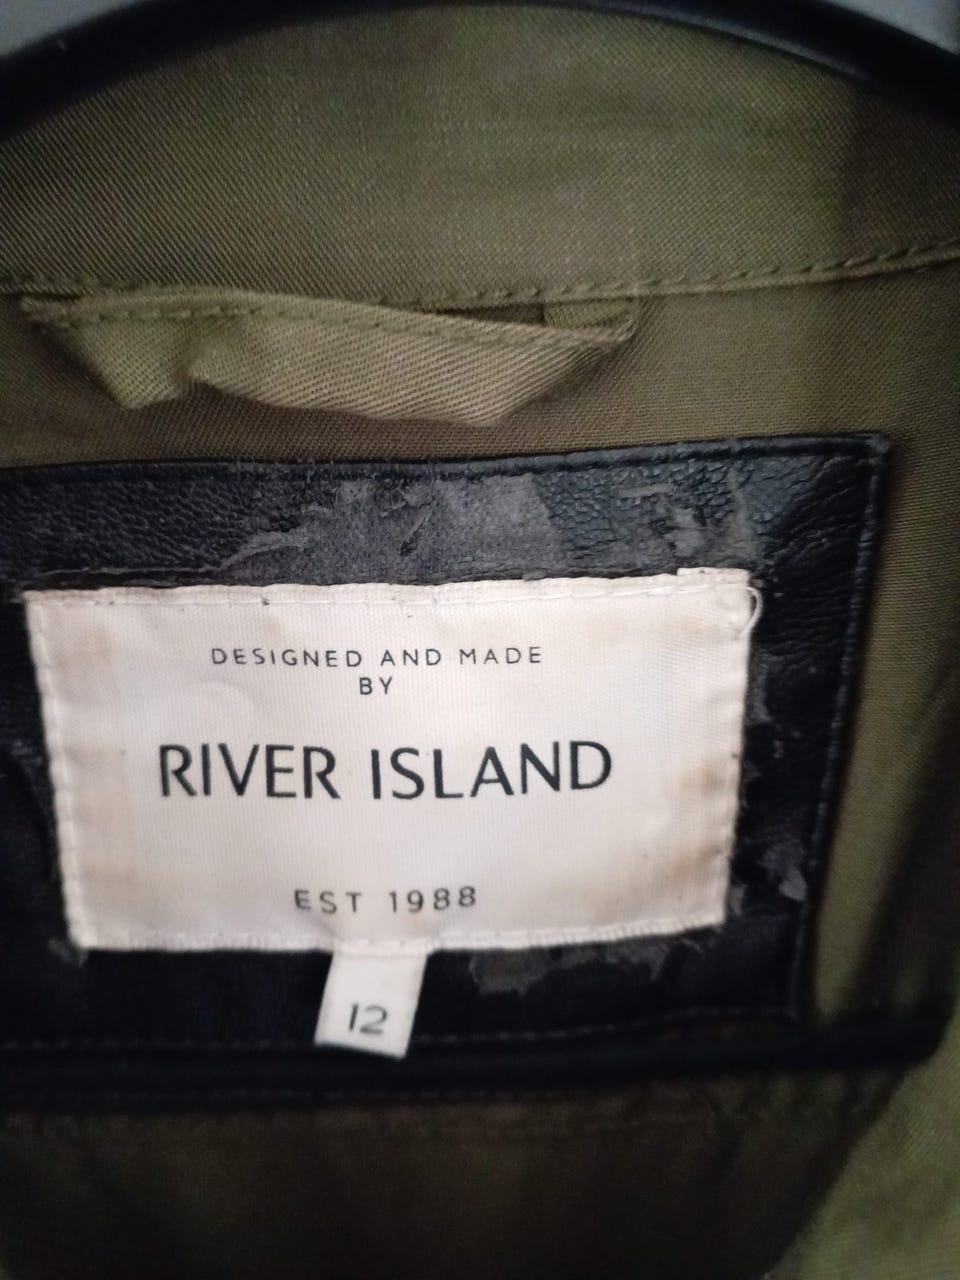 DESIGNED AND MADE
BY
RIVER ISLAND
EST 1988
12